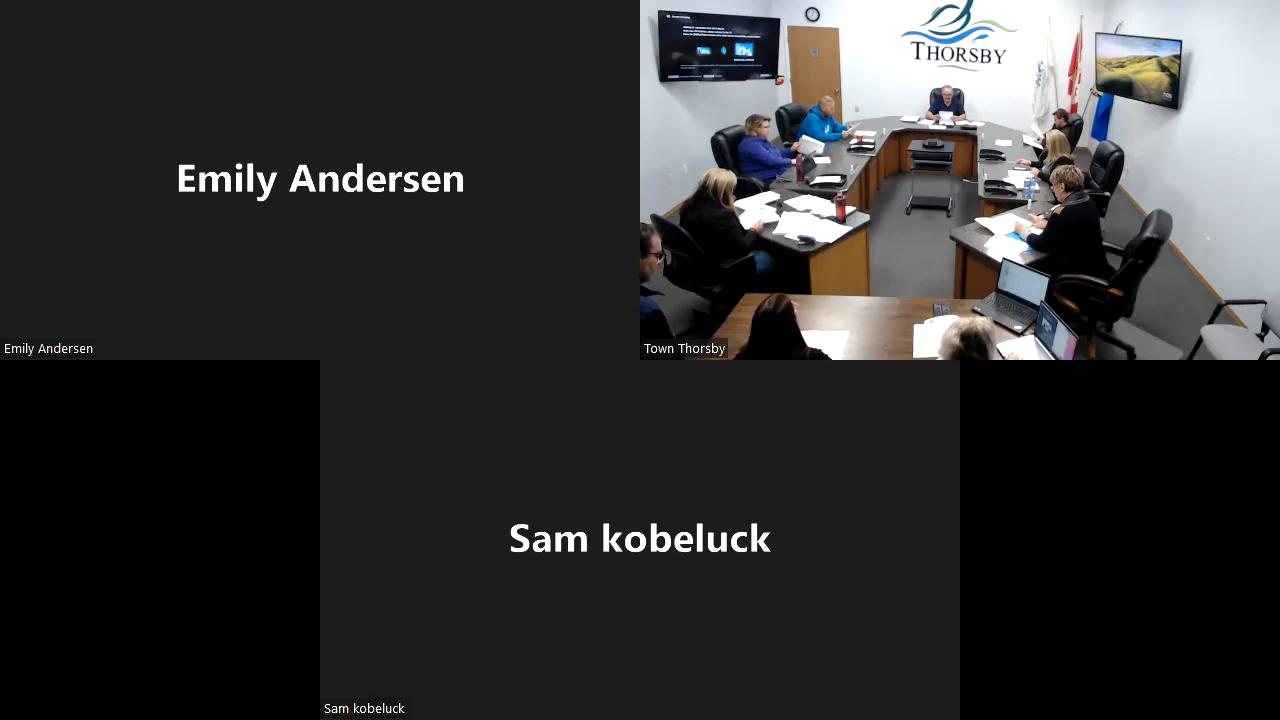 Emily Andersen
Emily Andersen
THORSBY
Town Thorsby
Sam kobeluck
Sam kobeluck